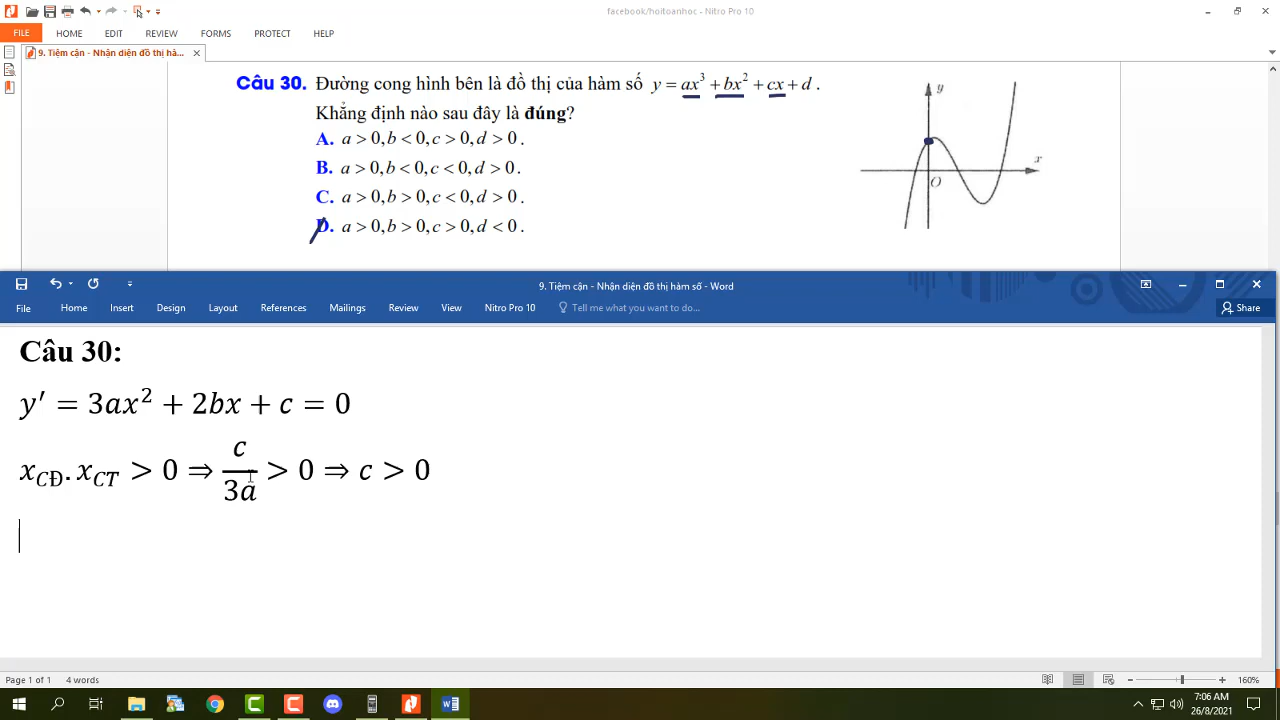 facebook/hoitoanhoc - Nitro Pro 10
FILE HOME EDIT REVIEW FORMS PROTECT HELP
9. Tiệm cận - Nhận diện đồ thị hà...
Câu 30. Đường cong hình bên là đồ thị của hàm số y = ax³ + bx² + cx + d .
Khẳng định nào sau đây là đúng?
A. a > 0, b < 0, c > 0, d > 0 .
B. a > 0, b < 0, c < 0, d > 0 .
C. a > 0, b > 0, c < 0, d > 0 .
D. a > 0, b > 0, c > 0, d < 0 .
y
x
O
9. Tiệm cận - Nhận diện đồ thị hàm số - Word
File Home Insert Design Layout References Mailings Review View Nitro Pro 10 Tell me what you want to do... Share
Câu 30:
y′ = 3ax² + 2bx + c = 0
x_CĐ . x_CT > 0 ⇒ c/3a > 0 ⇒ c > 0
Page 1 of 1 4 words 160%
7:06 AM
26/8/2021